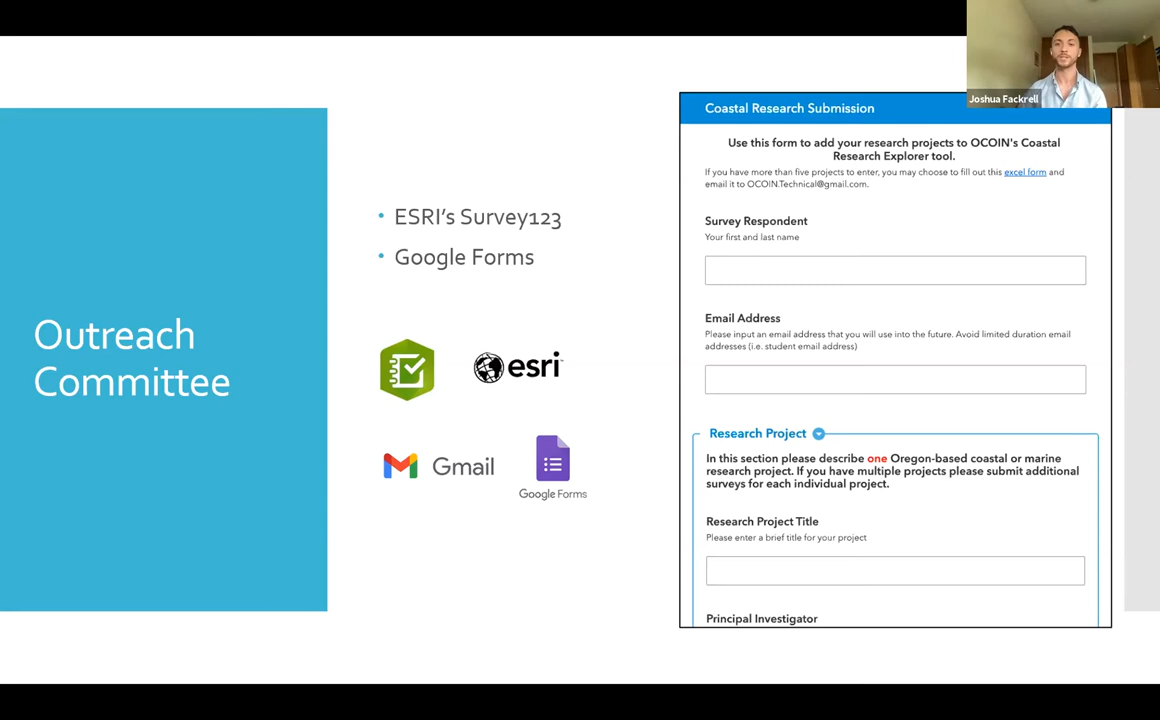 Joshua Fackrell
Outreach
Committee
• ESRI's Survey123
• Google Forms
esri
Gmail
Google Forms
Coastal Research Submission
Use this form to add your research projects to OCOIN's Coastal
Research Explorer tool.
If you have more than five projects to enter, you may choose to fill out this excel form and
email it to OCOIN.Technical@gmail.com.
Survey Respondent
Your first and last name
Email Address
Please input an email address that you will use into the future. Avoid limited duration email
addresses (i.e. student email address)
Research Project
In this section please describe one Oregon-based coastal or marine
research project. If you have multiple projects please submit additional
surveys for each individual project.
Research Project Title
Please enter a brief title for your project
Principal Investigator